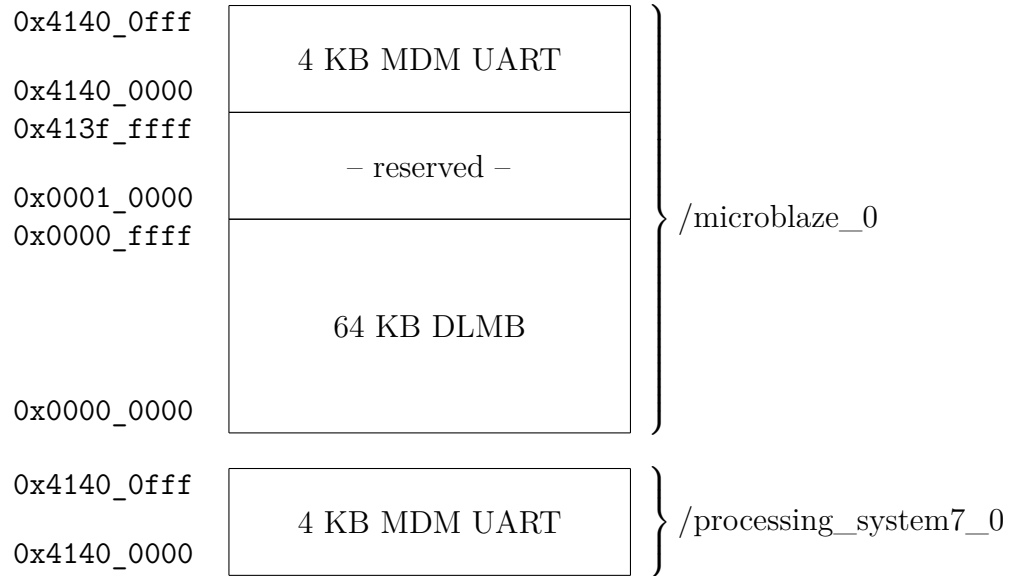 0x4140_0fff
4 KB MDM UART
0x4140_0000
0x413f_ffff
– reserved –
0x0001_0000
0x0000_ffff
/microblaze_0
64 KB DLMB
0x0000_0000
0x4140_0fff
4 KB MDM UART
/processing_system7_0
0x4140_0000